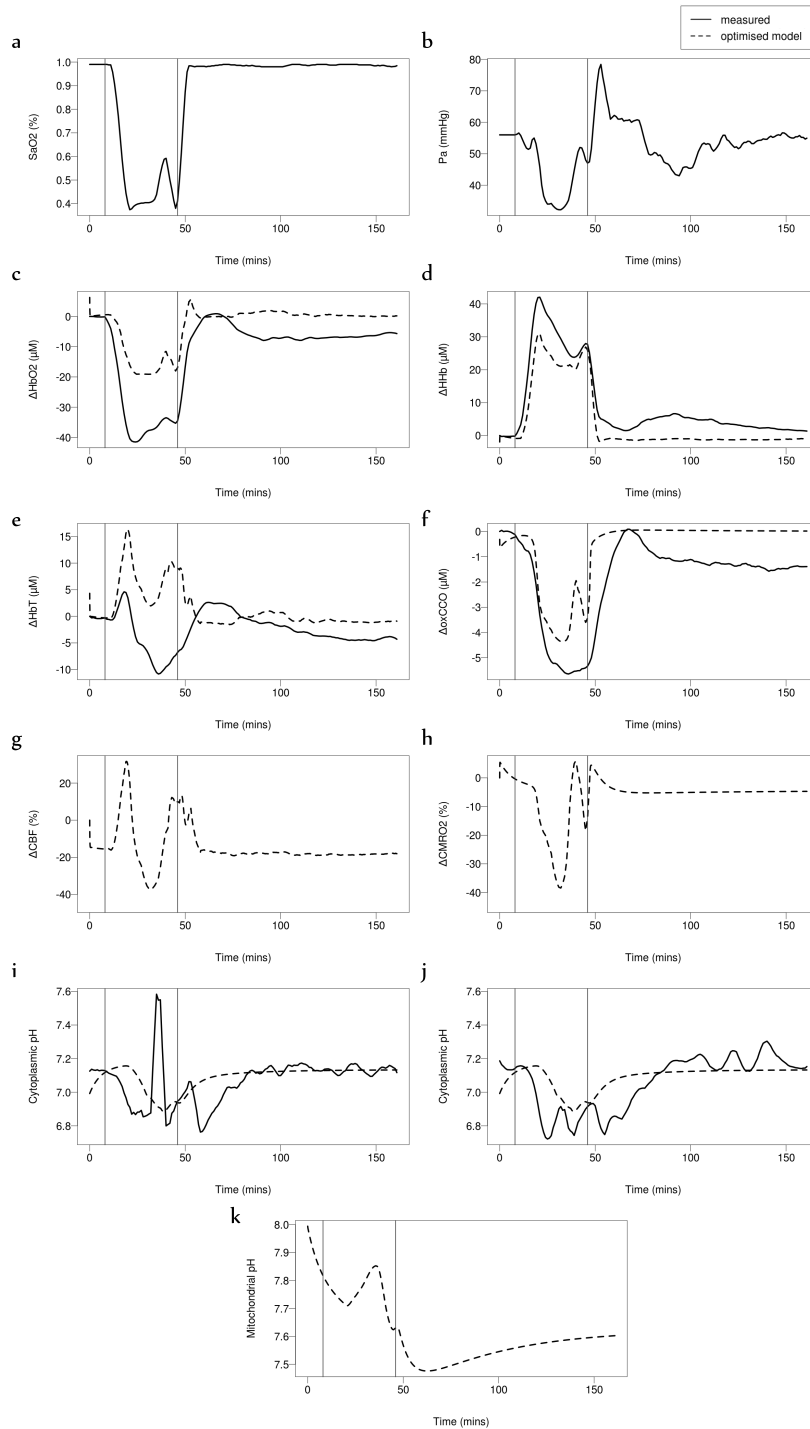 measured
optimised model
a
b
SaO2 (%)
1.0
0.9
0.8
0.7
0.6
0.5
0.4
0 50 100 150
Time (mins)
Pa (mmHg)
80
70
60
50
40
0 50 100 150
Time (mins)
c
d
ΔHbO2 (µM)
0
-10
-20
-30
-40
0 50 100 150
Time (mins)
ΔHHb (µM)
40
30
20
10
0
0 50 100 150
Time (mins)
e
f
ΔHbT (µM)
15
10
5
0
-5
-10
0 50 100 150
Time (mins)
ΔoxCCO (µM)
0
-1
-2
-3
-4
-5
0 50 100 150
Time (mins)
g
h
ΔCBF (%)
20
0
-20
-40
0 50 100 150
Time (mins)
ΔCMRO2 (%)
0
-10
-20
-30
-40
0 50 100 150
Time (mins)
i
j
Cytoplasmic pH
7.6
7.4
7.2
7.0
6.8
0 50 100 150
Time (mins)
Cytoplasmic pH
7.6
7.4
7.2
7.0
6.8
0 50 100 150
Time (mins)
k
Mitochondrial pH
8.0
7.9
7.8
7.7
7.6
7.5
0 50 100 150
Time (mins)